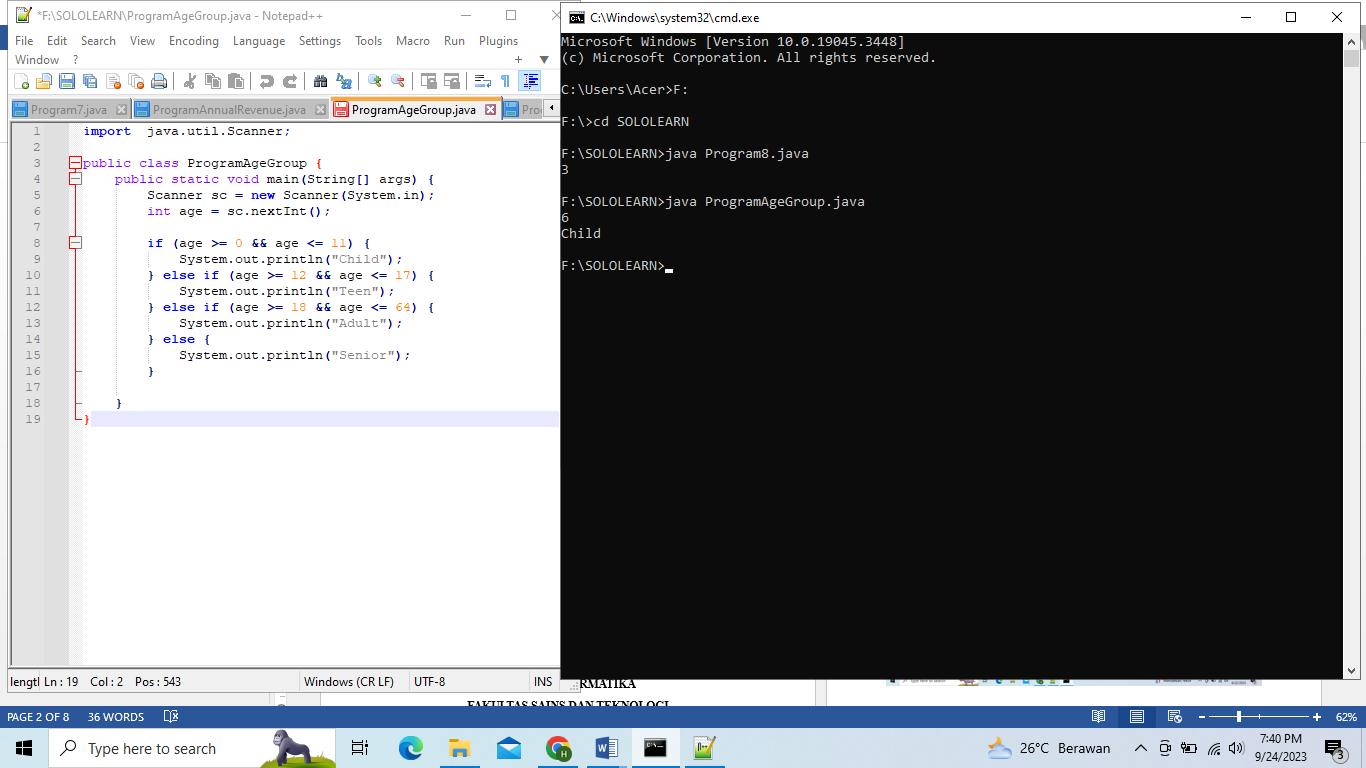 *F:\SOLOLEARN\ProgramAgeGroup.java - Notepad++
File Edit Search View Encoding Language Settings Tools Macro Run Plugins
Window ? + ▼
Program7.java ProgramAnnualRevenue.java ProgramAgeGroup.java Pro
1 import  java.util.Scanner;
2
3 public class ProgramAgeGroup {
4     public static void main(String[] args) {
5         Scanner sc = new Scanner(System.in);
6         int age = sc.nextInt();
7
8         if (age >= 0 && age <= 11) {
9             System.out.println("Child");
10         } else if (age >= 12 && age <= 17) {
11             System.out.println("Teen");
12         } else if (age >= 18 && age <= 64) {
13             System.out.println("Adult");
14         } else {
15             System.out.println("Senior");
16         }
17
18     }
19 }
lengtl Ln : 19 Col : 2 Pos : 543 Windows (CR LF) UTF-8 INS
C:\Windows\system32\cmd.exe
Microsoft Windows [Version 10.0.19045.3448]
(c) Microsoft Corporation. All rights reserved.
C:\Users\Acer>F:
F:\>cd SOLOLEARN
F:\SOLOLEARN>java Program8.java
3
F:\SOLOLEARN>java ProgramAgeGroup.java
6
Child
F:\SOLOLEARN>
RMATIKA
FAKULTAS SAINS DAN TEKNOLOGI
PAGE 2 OF 8 36 WORDS 62%
Type here to search 26°C Berawan 7:40 PM
9/24/2023 3